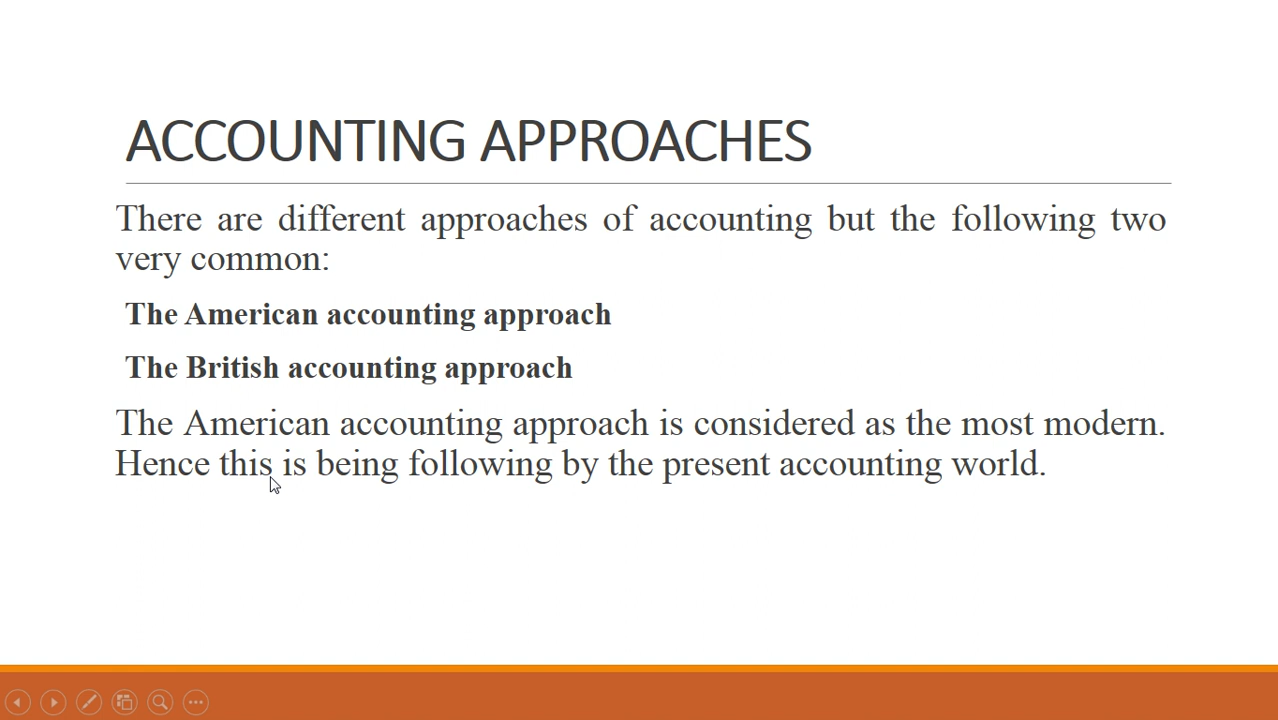 ACCOUNTING APPROACHES
There are different approaches of accounting but the following two
very common:
The American accounting approach
The British accounting approach
The American accounting approach is considered as the most modern.
Hence this is being following by the present accounting world.